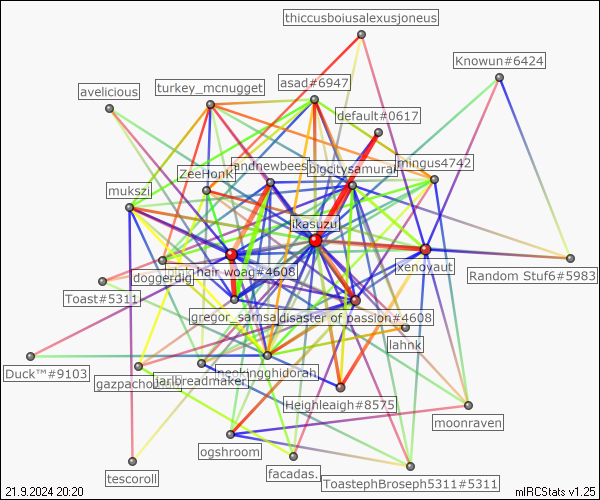 thiccusboiusalexusjoneus
Knowun#6424
turkey_mcnugget
asad#6947
avelicious
default#0617
andnewbees
bigcitysamurai
mingus4742
ZeeHonK
mukszi
ikasuzu
xenoyaut
hair woag#4608
doggerdig
Random Stuf6#5983
Toast#5311
gregor_samsa
disaster of passion#4608
lahnk
Duck™#9103
gazpacho
jarlbreadmaker
neokingghidorah
Heighleaigh#8575
moonraven
ogshroom
facadas.
tescoroll
ToastephBroseph5311#5311
21.9.2024 20:20
mIRCStats v1.25